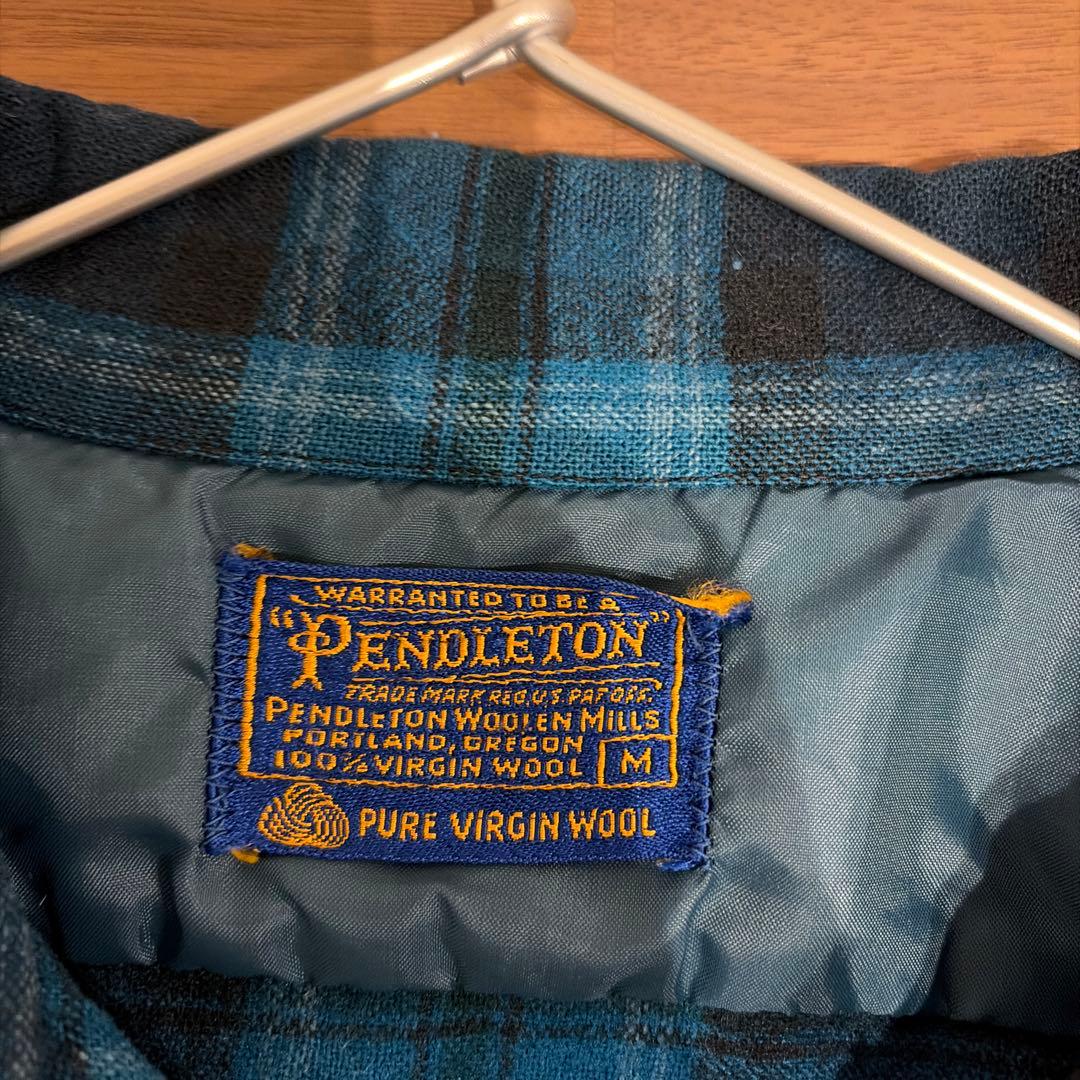 WARRANTED TO BE A
"PENDLETON"
TRADE MARK REG. U.S. PAT. OFF.
PENDLETON WOOLEN MILLS
PORTLAND, OREGON
100% VIRGIN WOOL M
PURE VIRGIN WOOL